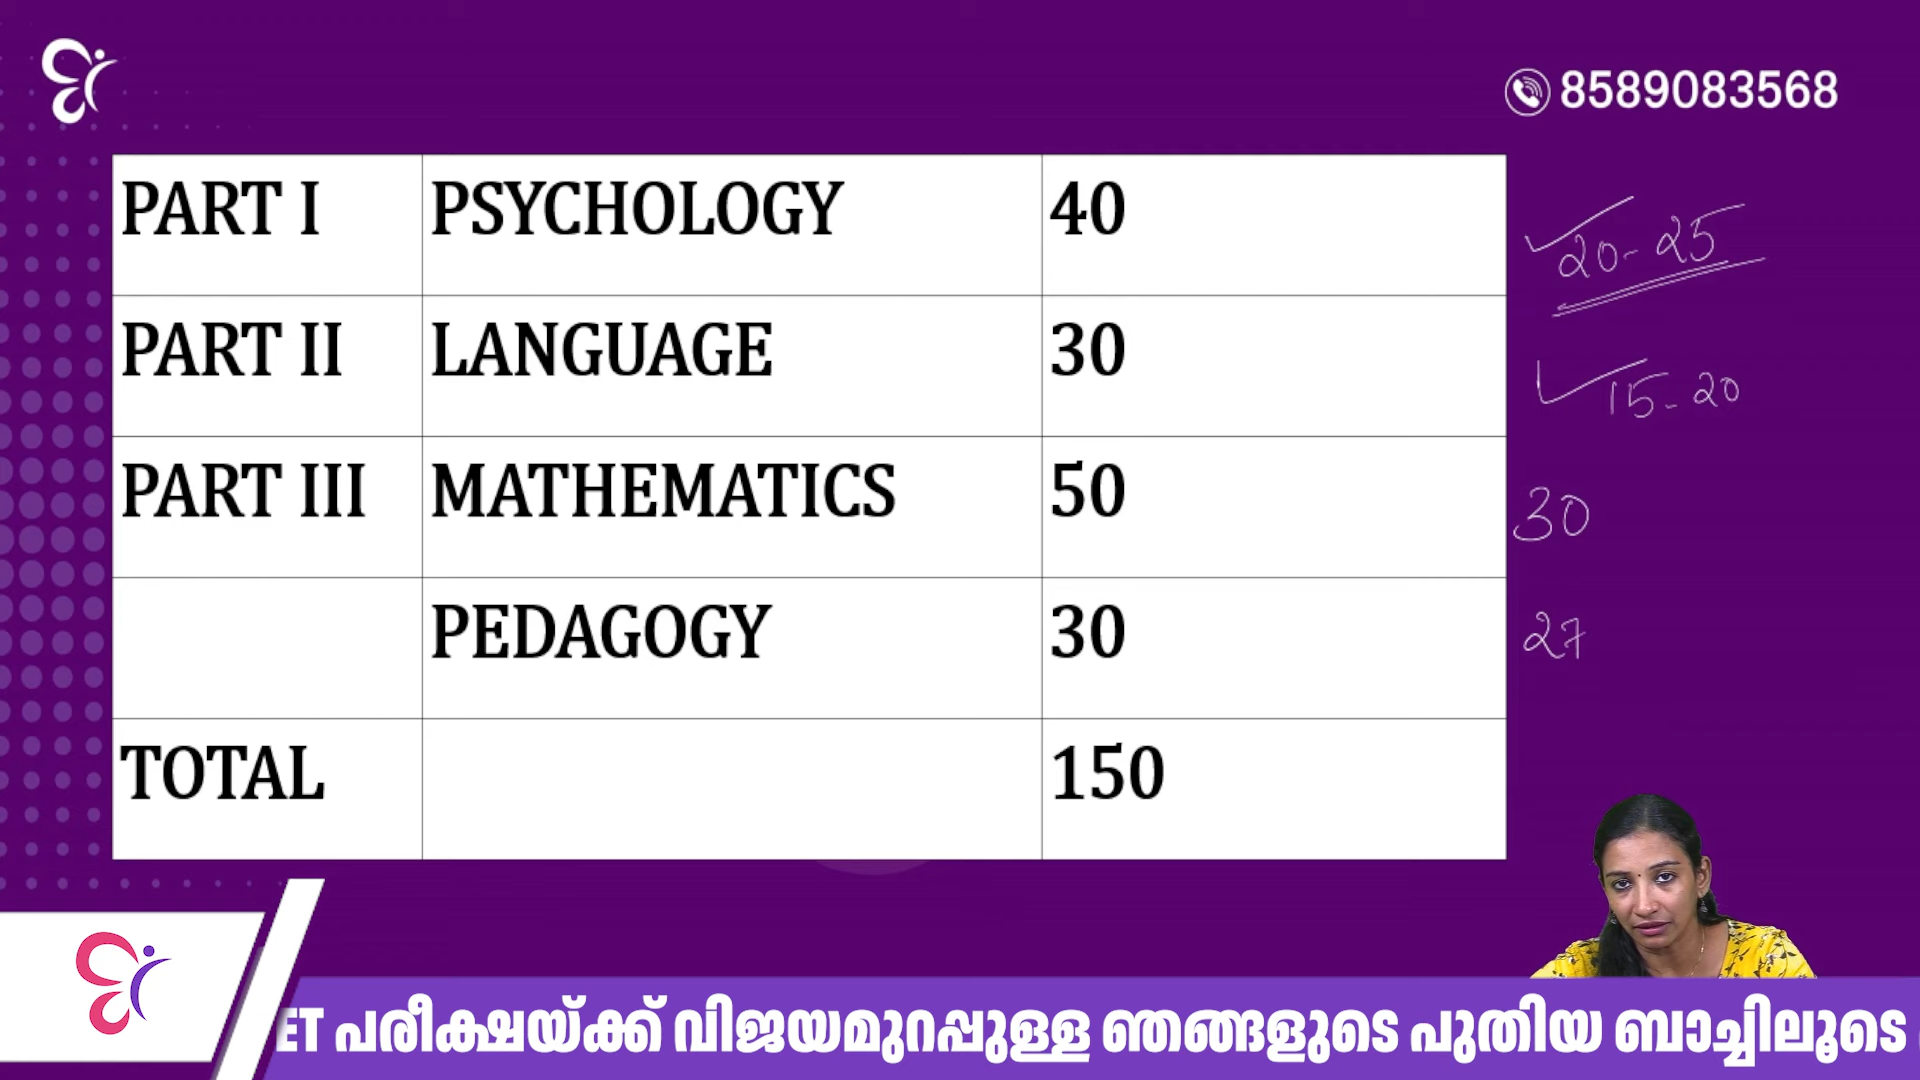 8589083568
PART I PSYCHOLOGY 40
20-25
PART II LANGUAGE 30
15-20
PART III MATHEMATICS 50
30
PEDAGOGY 30
27
TOTAL 150
ET പരീക്ഷയ്ക്ക് വിജയമുറപ്പുള്ള ഞങ്ങളുടെ പുതിയ ബാച്ചിലൂടെ